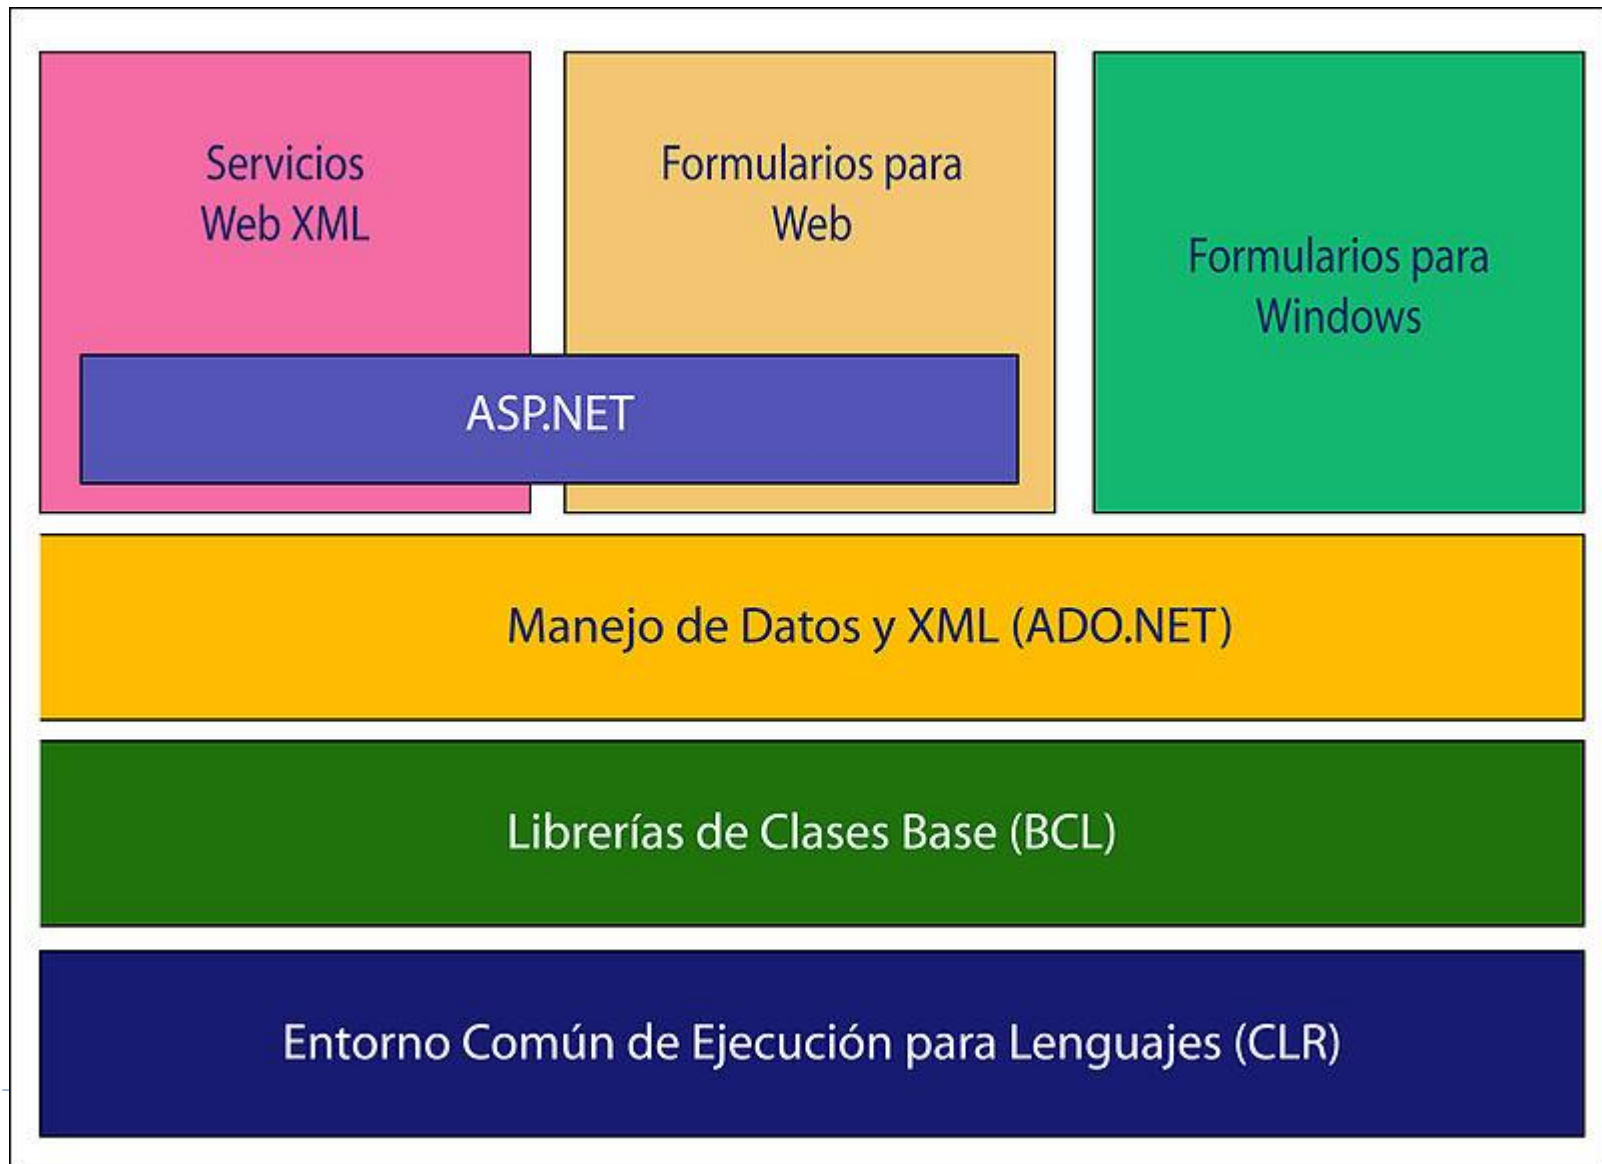 Servicios
Web XML
Formularios para
Web
Formularios para
Windows
ASP.NET
Manejo de Datos y XML (ADO.NET)
Librerías de Clases Base (BCL)
Entorno Común de Ejecución para Lenguajes (CLR)